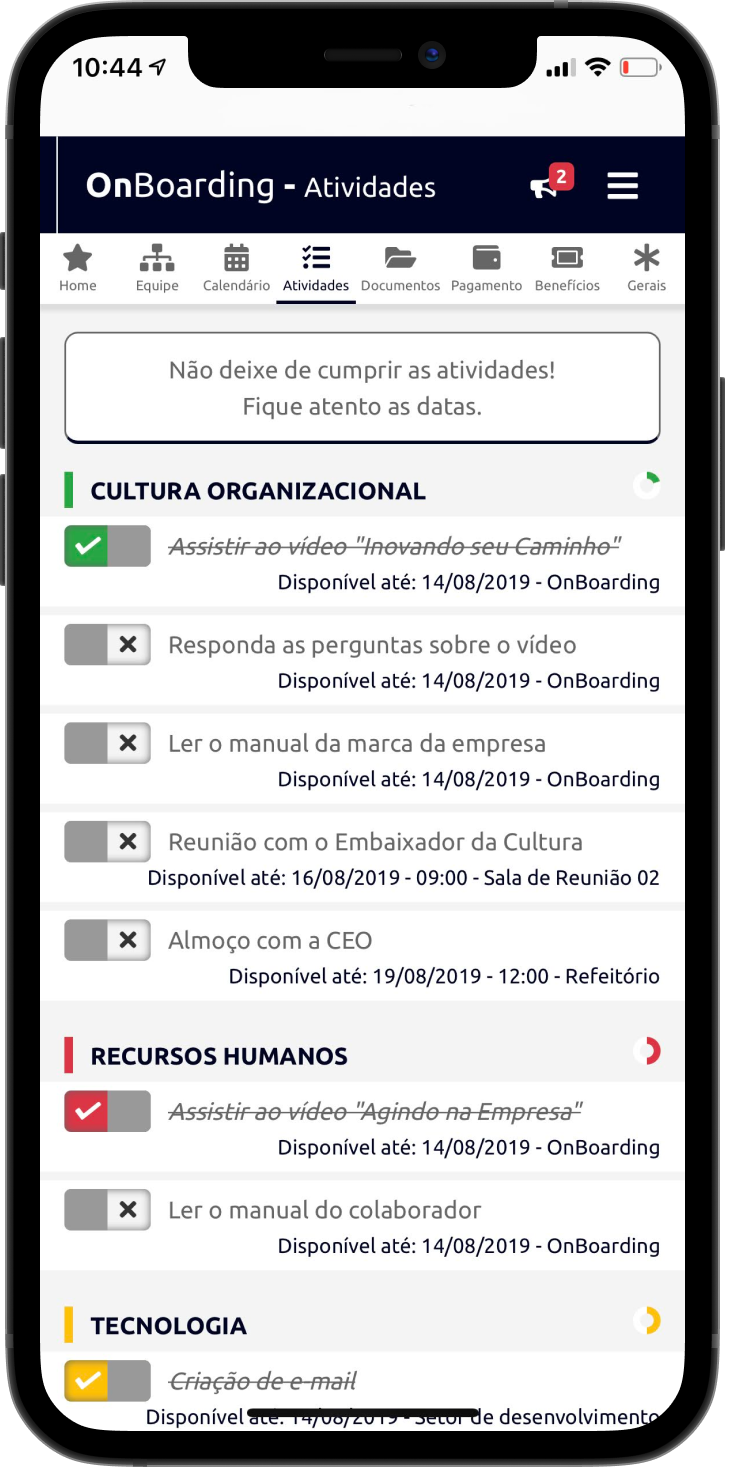 10:44
OnBoarding - Atividades
2
Home Equipe Calendário Atividades Documentos Pagamento Benefícios Gerais
Não deixe de cumprir as atividades!
Fique atento as datas.
CULTURA ORGANIZACIONAL
Assistir ao vídeo "Inovando seu Caminho"
Disponível até: 14/08/2019 - OnBoarding
Responda as perguntas sobre o vídeo
Disponível até: 14/08/2019 - OnBoarding
Ler o manual da marca da empresa
Disponível até: 14/08/2019 - OnBoarding
Reunião com o Embaixador da Cultura
Disponível até: 16/08/2019 - 09:00 - Sala de Reunião 02
Almoço com a CEO
Disponível até: 19/08/2019 - 12:00 - Refeitório
RECURSOS HUMANOS
Assistir ao vídeo "Agindo na Empresa"
Disponível até: 14/08/2019 - OnBoarding
Ler o manual do colaborador
Disponível até: 14/08/2019 - OnBoarding
TECNOLOGIA
Criação de e-mail
Disponível até: 14/08/2019 - Setor de desenvolvimento